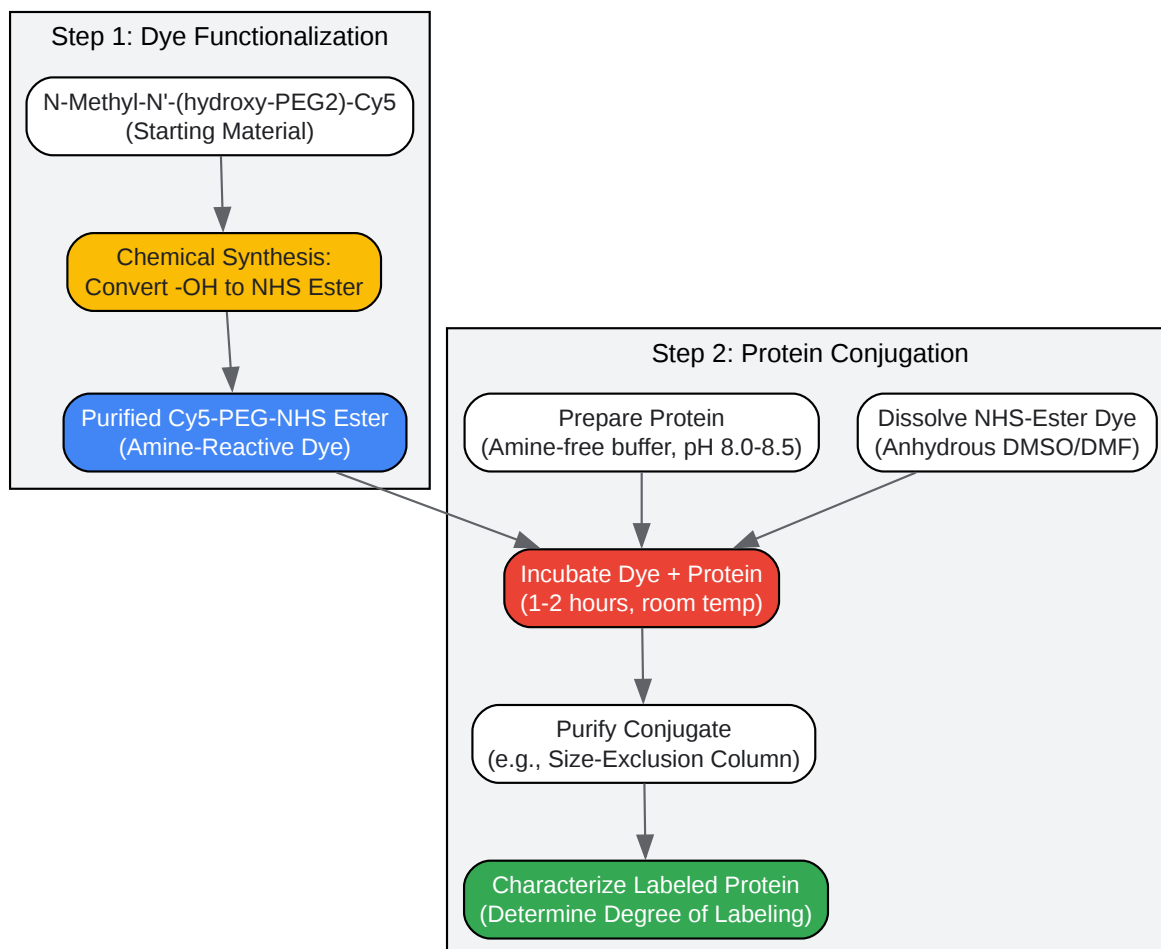 Step 1: Dye Functionalization
N-Methyl-N'-(hydroxy-PEG2)-Cy5
(Starting Material)
Chemical Synthesis:
Convert -OH to NHS Ester
Purified Cy5-PEG-NHS Ester
(Amine-Reactive Dye)
Step 2: Protein Conjugation
Prepare Protein
(Amine-free buffer, pH 8.0-8.5)
Dissolve NHS-Ester Dye
(Anhydrous DMSO/DMF)
Incubate Dye + Protein
(1-2 hours, room temp)
Purify Conjugate
(e.g., Size-Exclusion Column)
Characterize Labeled Protein
(Determine Degree of Labeling)